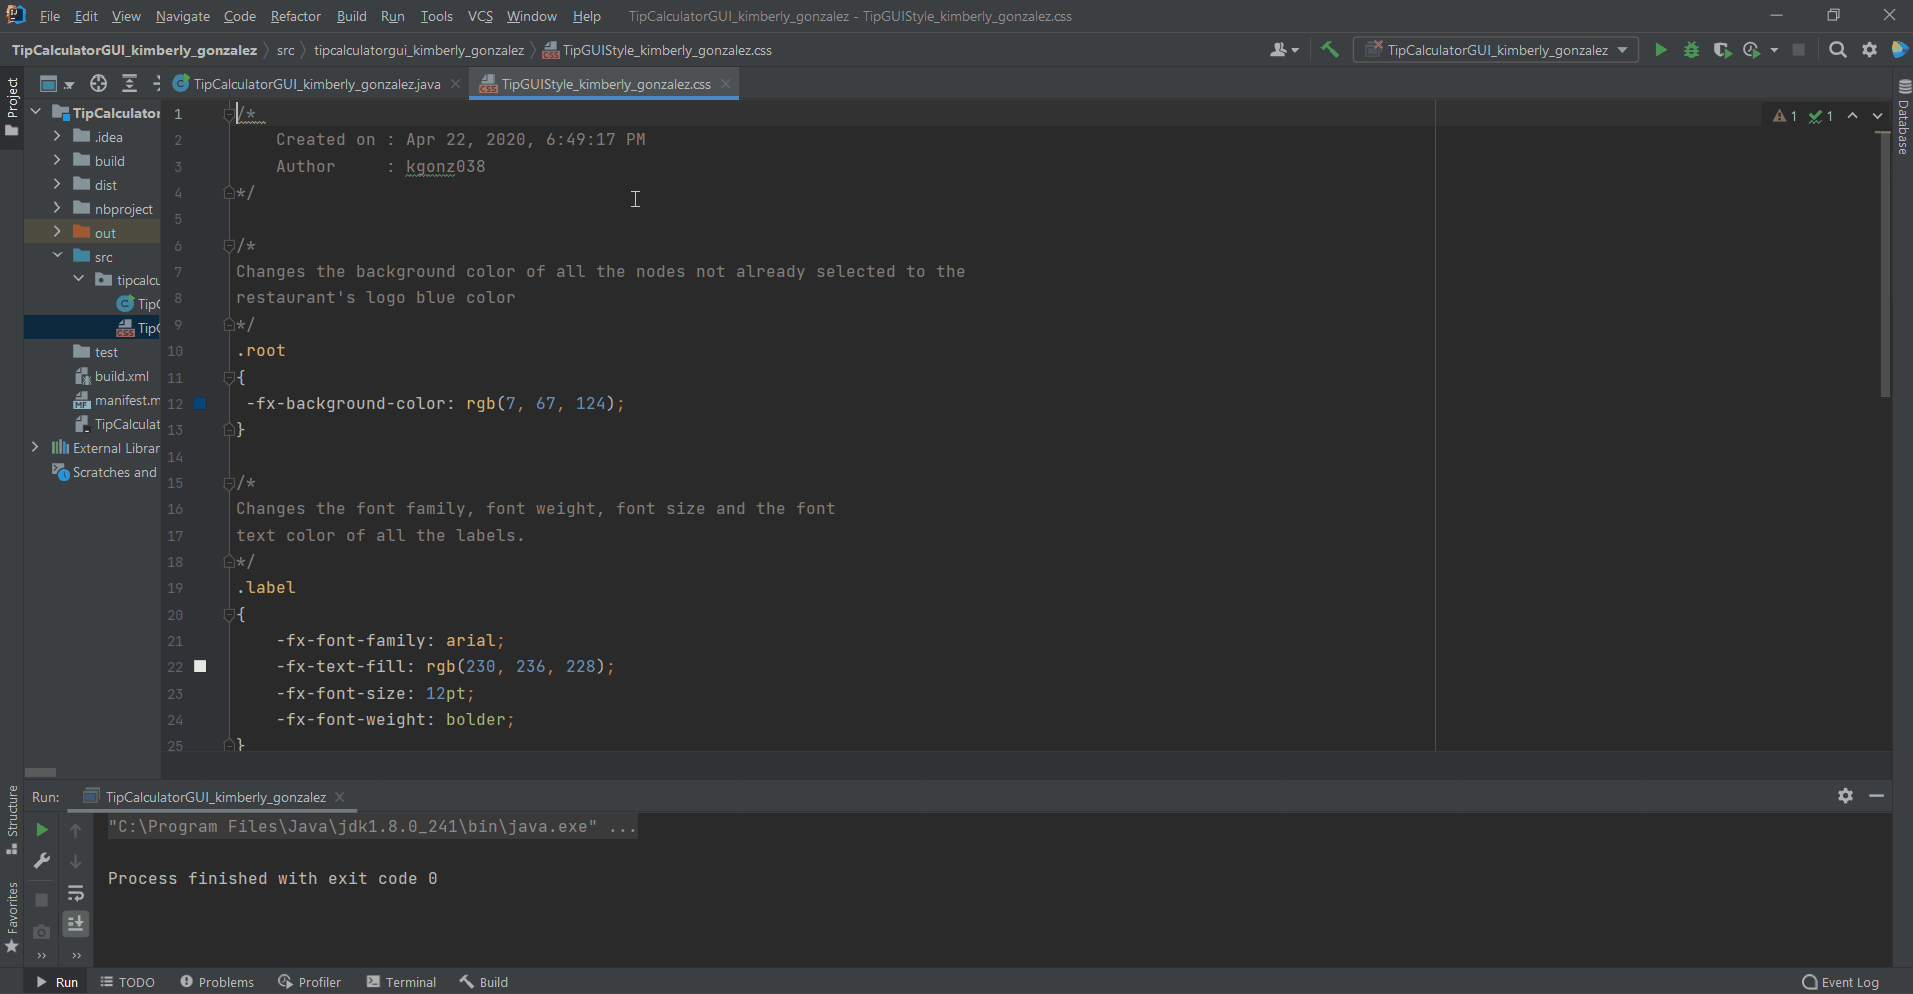 File Edit View Navigate Code Refactor Build Run Tools VCS Window Help TipCalculatorGUI_kimberly_gonzalez - TipGUIStyle_kimberly_gonzalez.css
TipCalculatorGUI_kimberly_gonzalez src tipcalculatorgui_kimberly_gonzalez TipGUIStyle_kimberly_gonzalez.css TipCalculatorGUI_kimberly_gonzalez
TipCalculatorGUI_kimberly_gonzalez.java TipGUIStyle_kimberly_gonzalez.css
Project
Database
TipCalculator
.idea
build
dist
nbproject
out
src
tipcalcu
TipC
TipC
test
build.xml
manifest.m
TipCalculat
External Librar
Scratches and
1 /*
2 Created on : Apr 22, 2020, 6:49:17 PM
3 Author : kgonz038
4 */
5
6 /*
7 Changes the background color of all the nodes not already selected to the
8 restaurant's logo blue color
9 */
10 .root
11 {
12 -fx-background-color: rgb(7, 67, 124);
13 }
14
15 /*
16 Changes the font family, font weight, font size and the font
17 text color of all the labels.
18 */
19 .label
20 {
21 -fx-font-family: arial;
22 -fx-text-fill: rgb(230, 236, 228);
23 -fx-font-size: 12pt;
24 -fx-font-weight: bolder;
25 }
1 1
Structure
Favorites
Run: TipCalculatorGUI_kimberly_gonzalez
"C:\Program Files\Java\jdk1.8.0_241\bin\java.exe" ...
Process finished with exit code 0
Run TODO Problems Profiler Terminal Build Event Log